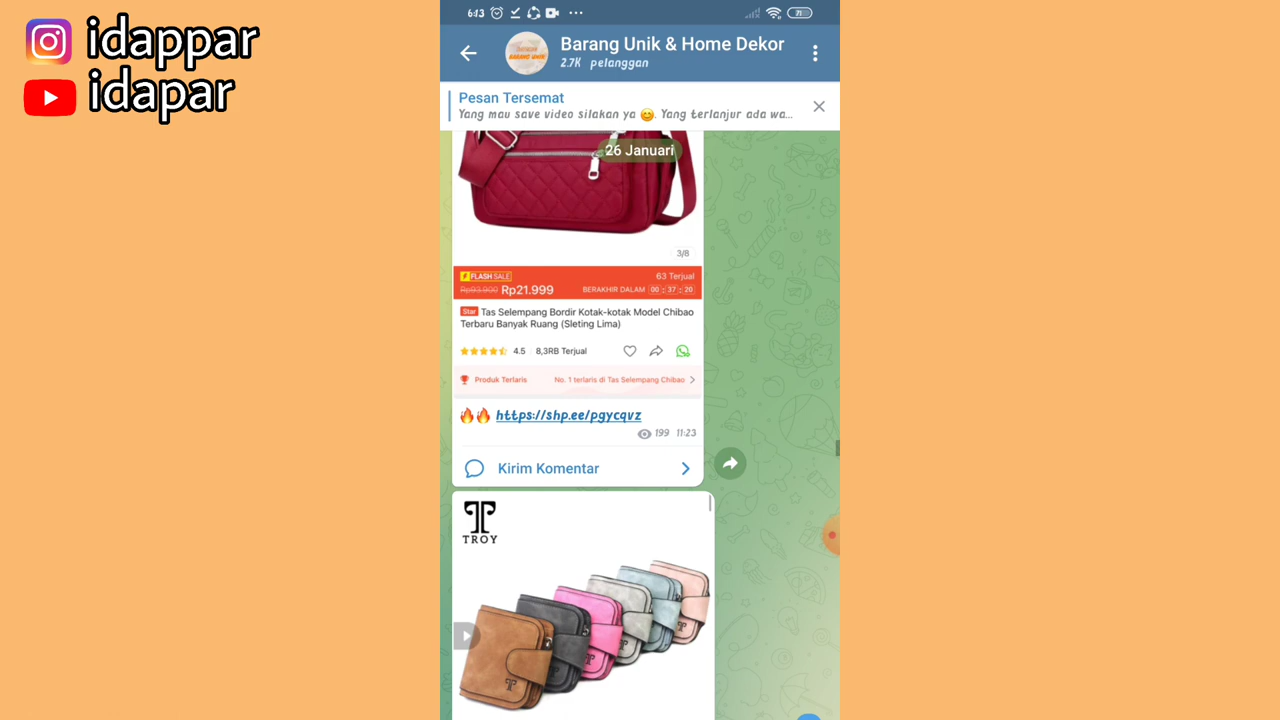 idappar
idapar
6:13
71
Barang Unik & Home Dekor
2.7K pelanggan
Pesan Tersemat
Yang mau save video silakan ya 😊. Yang terlanjur ada wa...
26 Januari
3/8
FLASH SALE
63 Terjual
Rp93.900 Rp21.999
BERAKHIR DALAM 00 : 37 : 20
Star Tas Selempang Bordir Kotak-kotak Model Chibao
Terbaru Banyak Ruang (Sleting Lima)
4.5 8,3RB Terjual
Produk Terlaris
No. 1 terlaris di Tas Selempang Chibao
🔥🔥 https://shp.ee/pgycqvz
199 11:23
Kirim Komentar
TROY